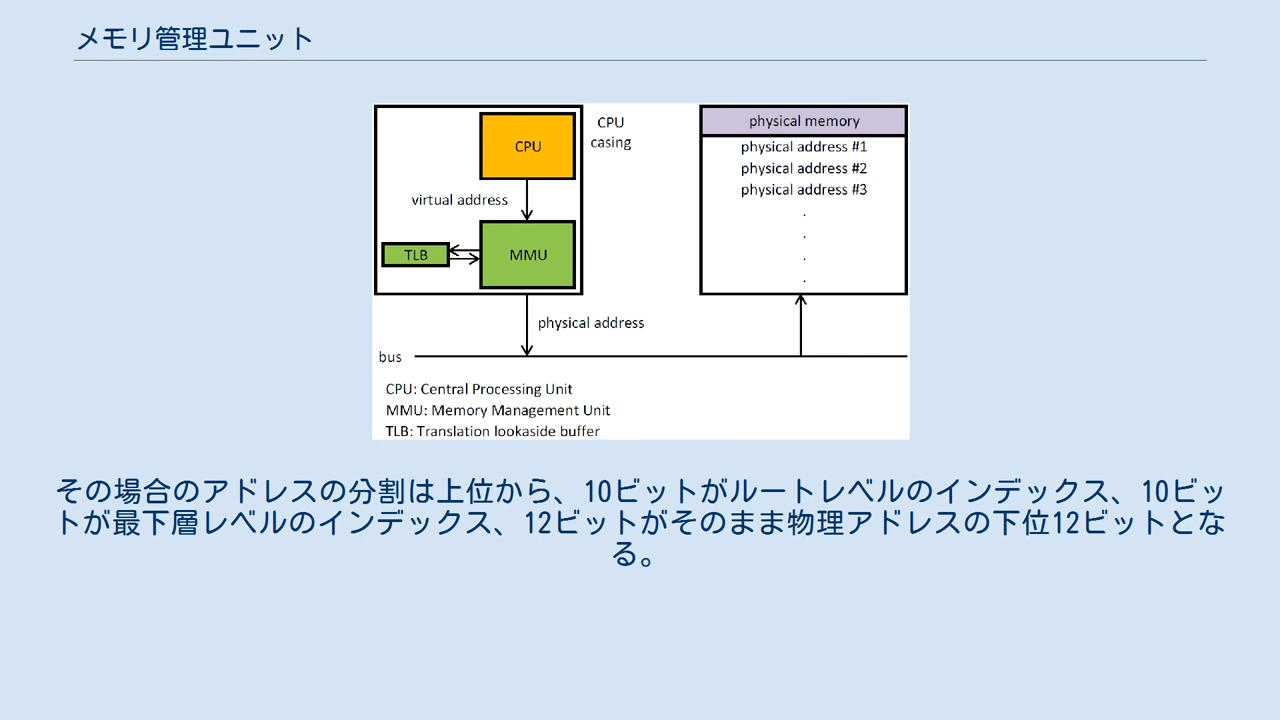 メモリ管理ユニット
CPU
CPU
casing
virtual address
TLB
MMU
physical address
bus
physical memory
physical address #1
physical address #2
physical address #3
.
.
.
.
CPU: Central Processing Unit
MMU: Memory Management Unit
TLB: Translation lookaside buffer
その場合のアドレスの分割は上位から、10ビットがルートレベルのインデックス、10ビッ
トが最下層レベルのインデックス、12ビットがそのまま物理アドレスの下位12ビットとな
る。